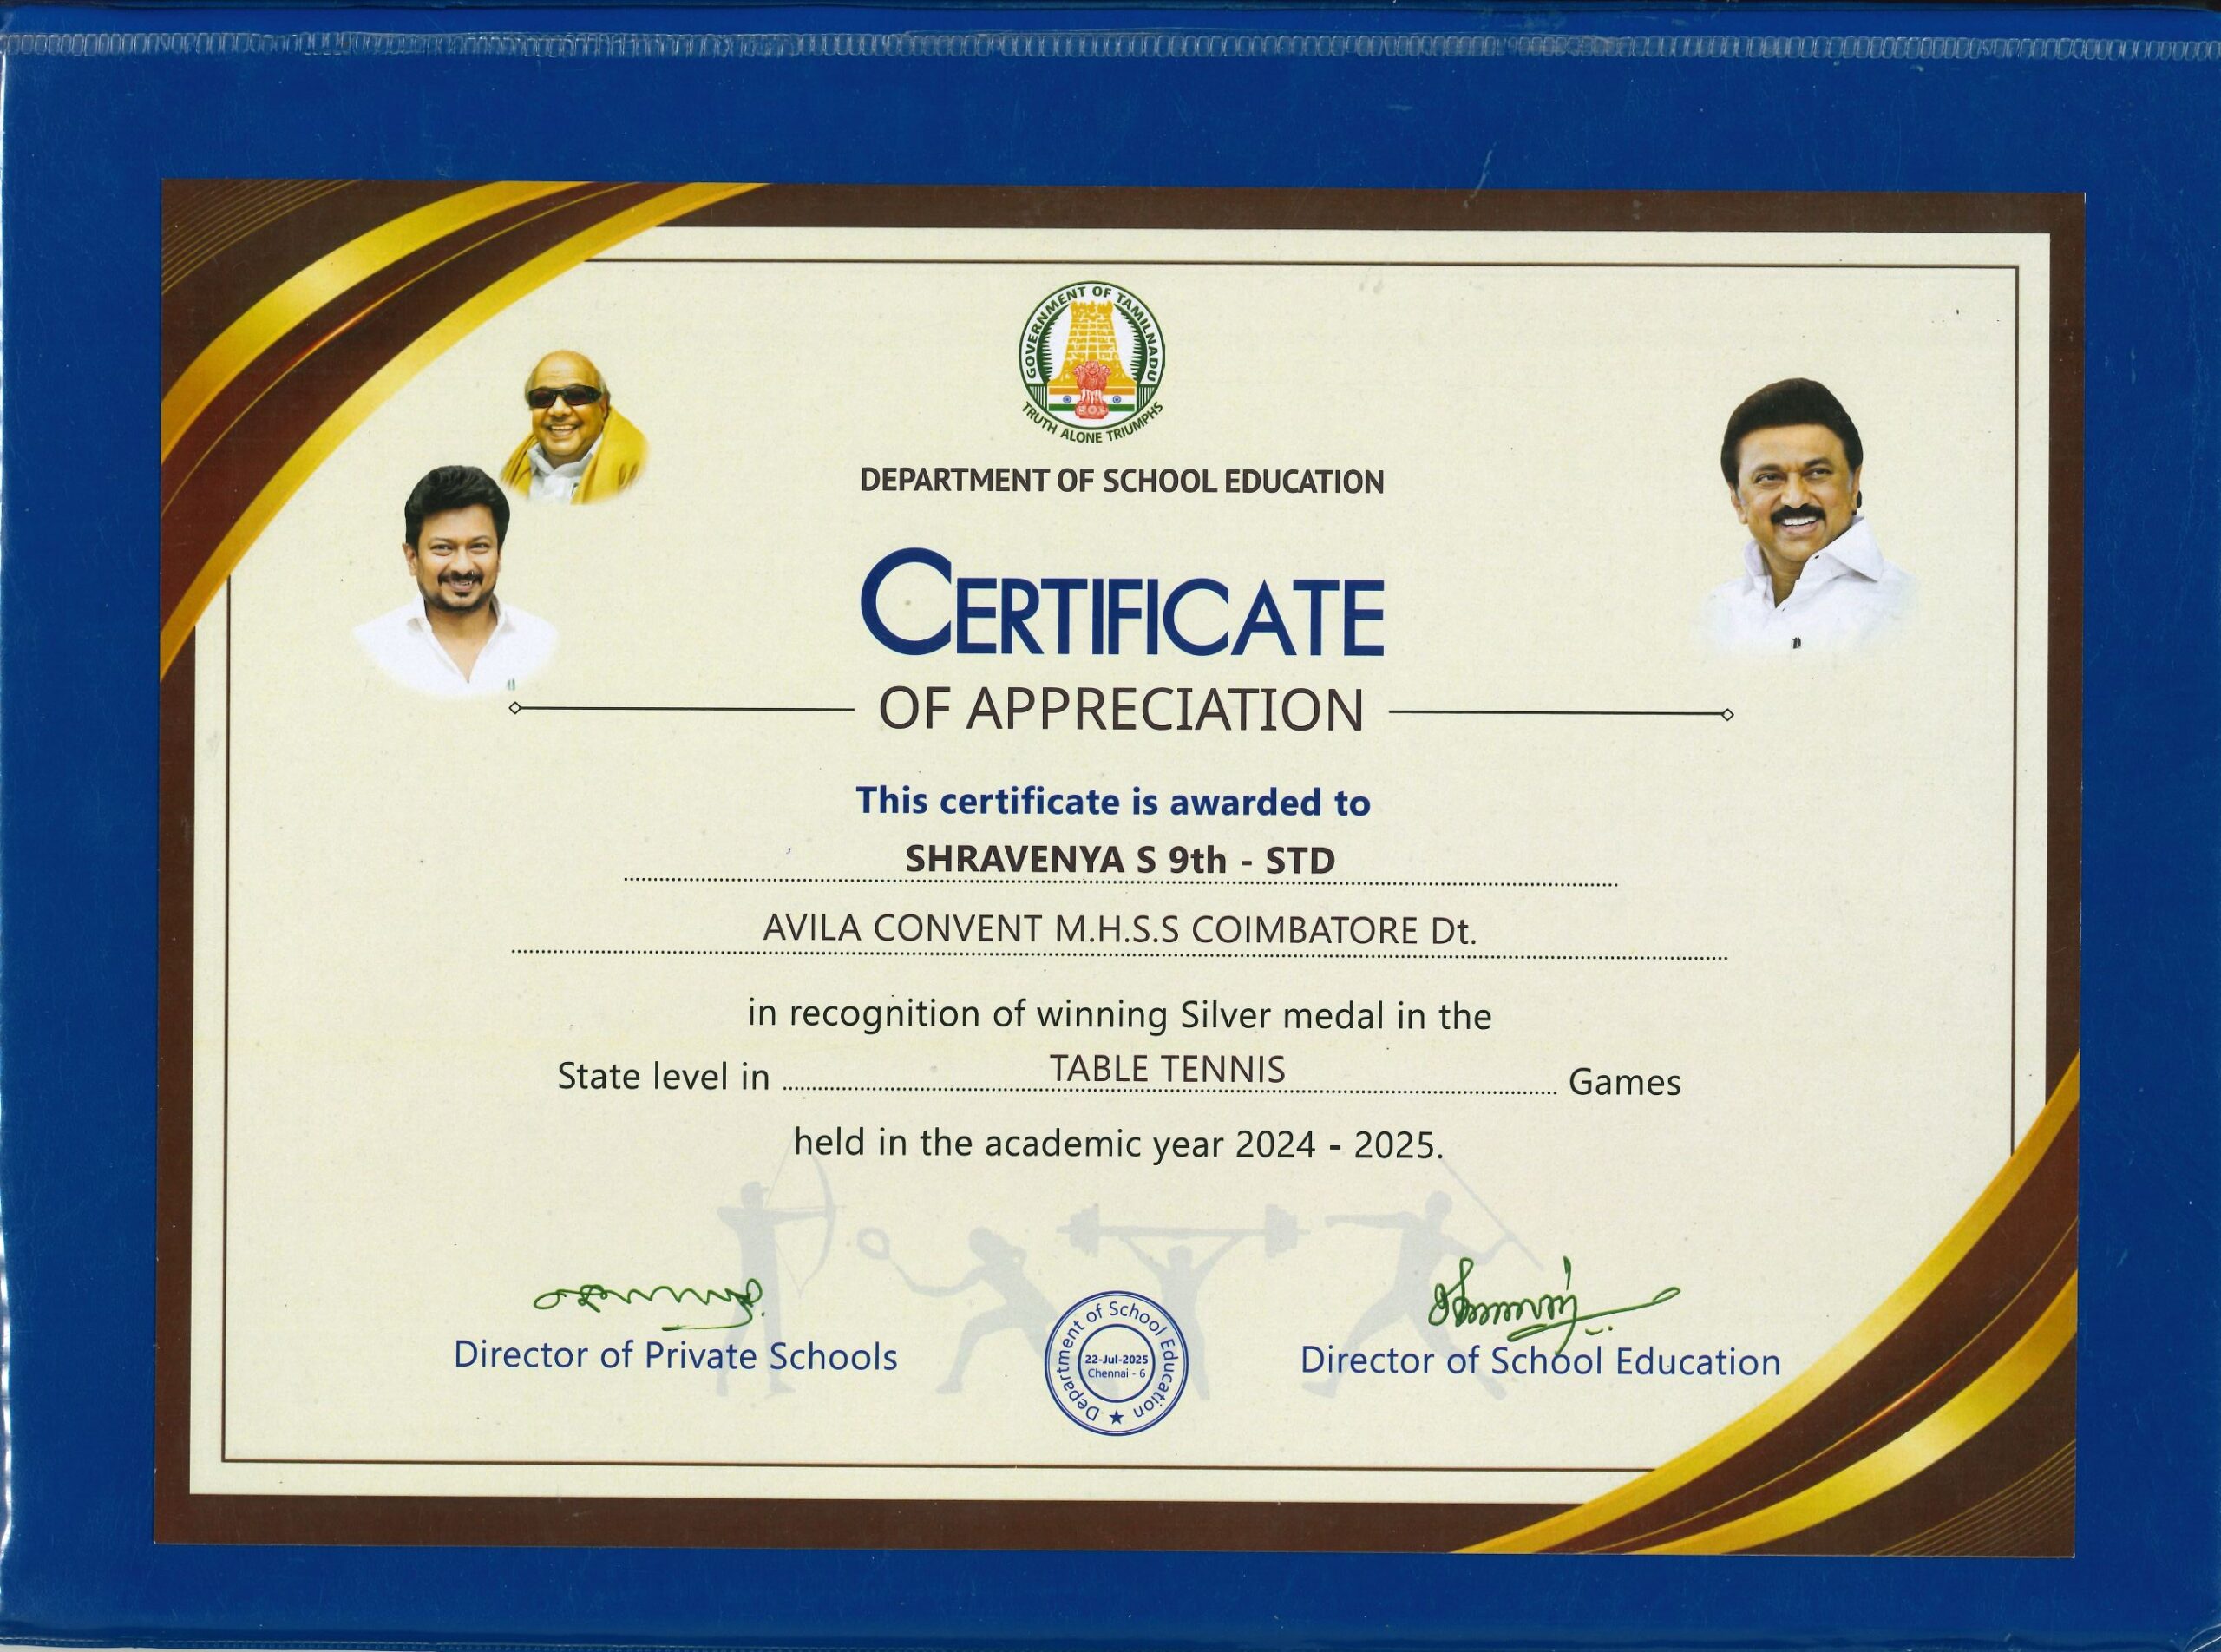 GOVERNMENT OF TAMILNADU
TRUTH ALONE TRIUMPHS
DEPARTMENT OF SCHOOL EDUCATION
CERTIFICATE
OF APPRECIATION
This certificate is awarded to
SHRAVENYA S 9th - STD
AVILA CONVENT M.H.S.S COIMBATORE Dt.
in recognition of winning Silver medal in the
State level in TABLE TENNIS Games
held in the academic year 2024 - 2025.
Director of Private Schools
Department of School Education
22-Jul-2025
Chennai - 6
Director of School Education